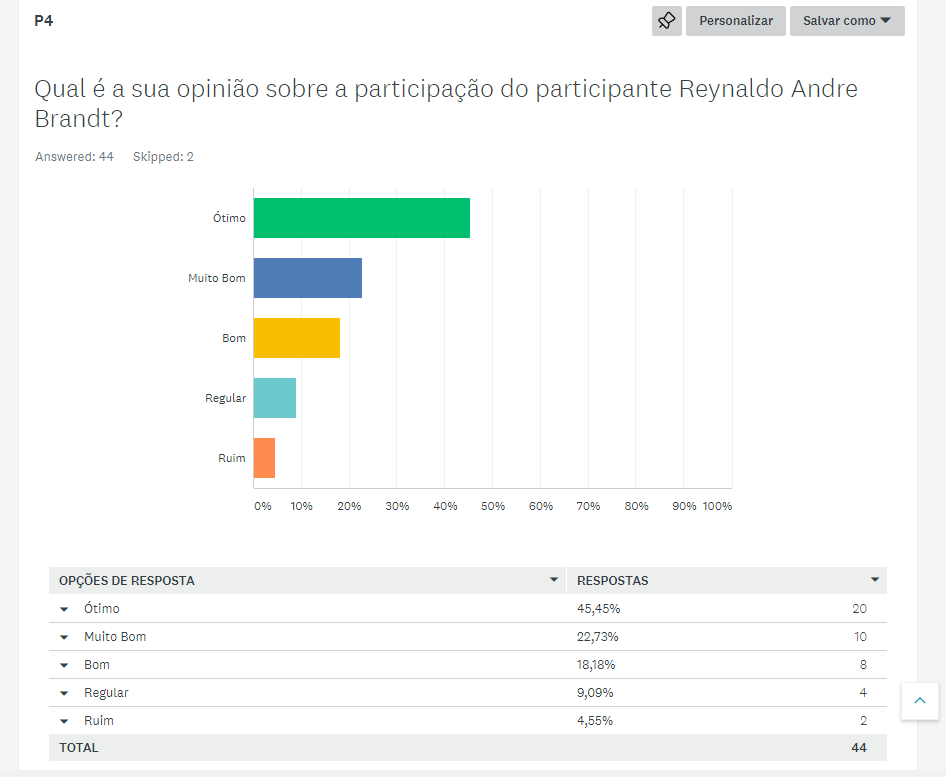 P4
Personalizar
Salvar como
Qual é a sua opinião sobre a participação do participante Reynaldo Andre
Brandt?
Answered: 44 Skipped: 2
Ótimo
Muito Bom
Bom
Regular
Ruim
0% 10% 20% 30% 40% 50% 60% 70% 80% 90% 100%
OPÇÕES DE RESPOSTA RESPOSTAS
Ótimo 45,45% 20
Muito Bom 22,73% 10
Bom 18,18% 8
Regular 9,09% 4
Ruim 4,55% 2
TOTAL 44